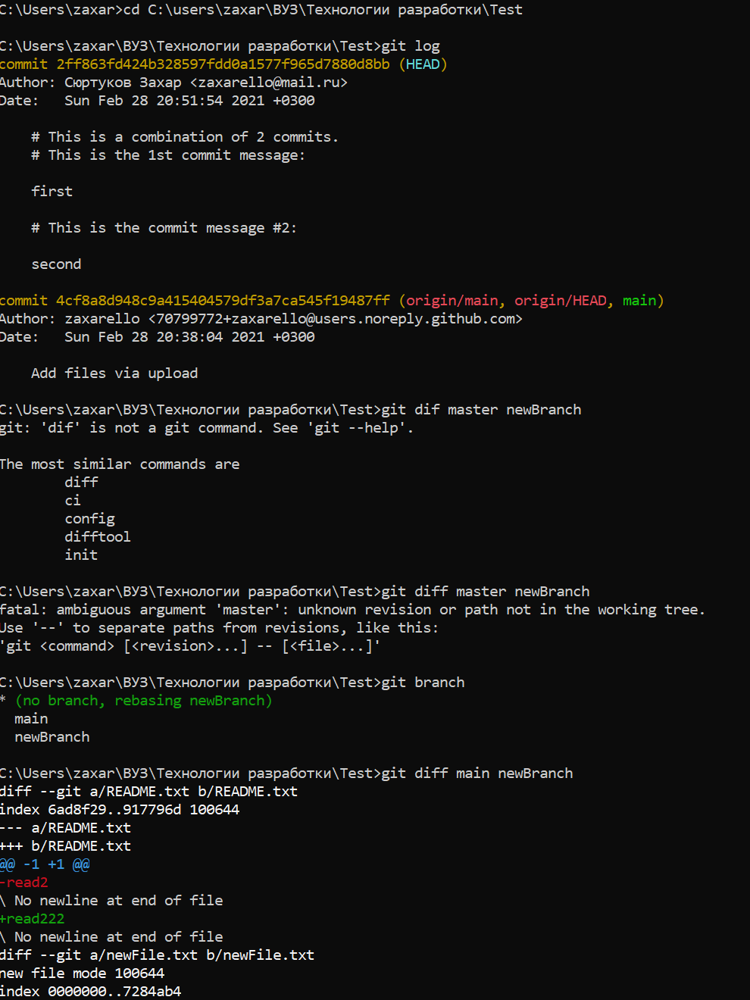 C:\Users\zaxar>cd C:\users\zaxar\ВУЗ\Технологии разработки\Test
C:\Users\zaxar\ВУЗ\Технологии разработки\Test>git log
commit 2ff863fd424b328597fdd0a1577f965d7880d8bb (HEAD)
Author: Сюртуков Захар <zaxarello@mail.ru>
Date:   Sun Feb 28 20:51:54 2021 +0300
    # This is a combination of 2 commits.
    # This is the 1st commit message:
    first
    # This is the commit message #2:
    second
commit 4cf8a8d948c9a415404579df3a7ca545f19487ff (origin/main, origin/HEAD, main)
Author: zaxarello <70799772+zaxarello@users.noreply.github.com>
Date:   Sun Feb 28 20:38:04 2021 +0300
    Add files via upload
C:\Users\zaxar\ВУЗ\Технологии разработки\Test>git dif master newBranch
git: 'dif' is not a git command. See 'git --help'.
The most similar commands are
        diff
        ci
        config
        difftool
        init
C:\Users\zaxar\ВУЗ\Технологии разработки\Test>git diff master newBranch
fatal: ambiguous argument 'master': unknown revision or path not in the working tree.
Use '--' to separate paths from revisions, like this:
'git <command> [<revision>...] -- [<file>...]'
C:\Users\zaxar\ВУЗ\Технологии разработки\Test>git branch
* (no branch, rebasing newBranch)
  main
  newBranch
C:\Users\zaxar\ВУЗ\Технологии разработки\Test>git diff main newBranch
diff --git a/README.txt b/README.txt
index 6ad8f29..917796d 100644
--- a/README.txt
+++ b/README.txt
@@ -1 +1 @@
-read2
\ No newline at end of file
+read222
\ No newline at end of file
diff --git a/newFile.txt b/newFile.txt
new file mode 100644
index 0000000..7284ab4